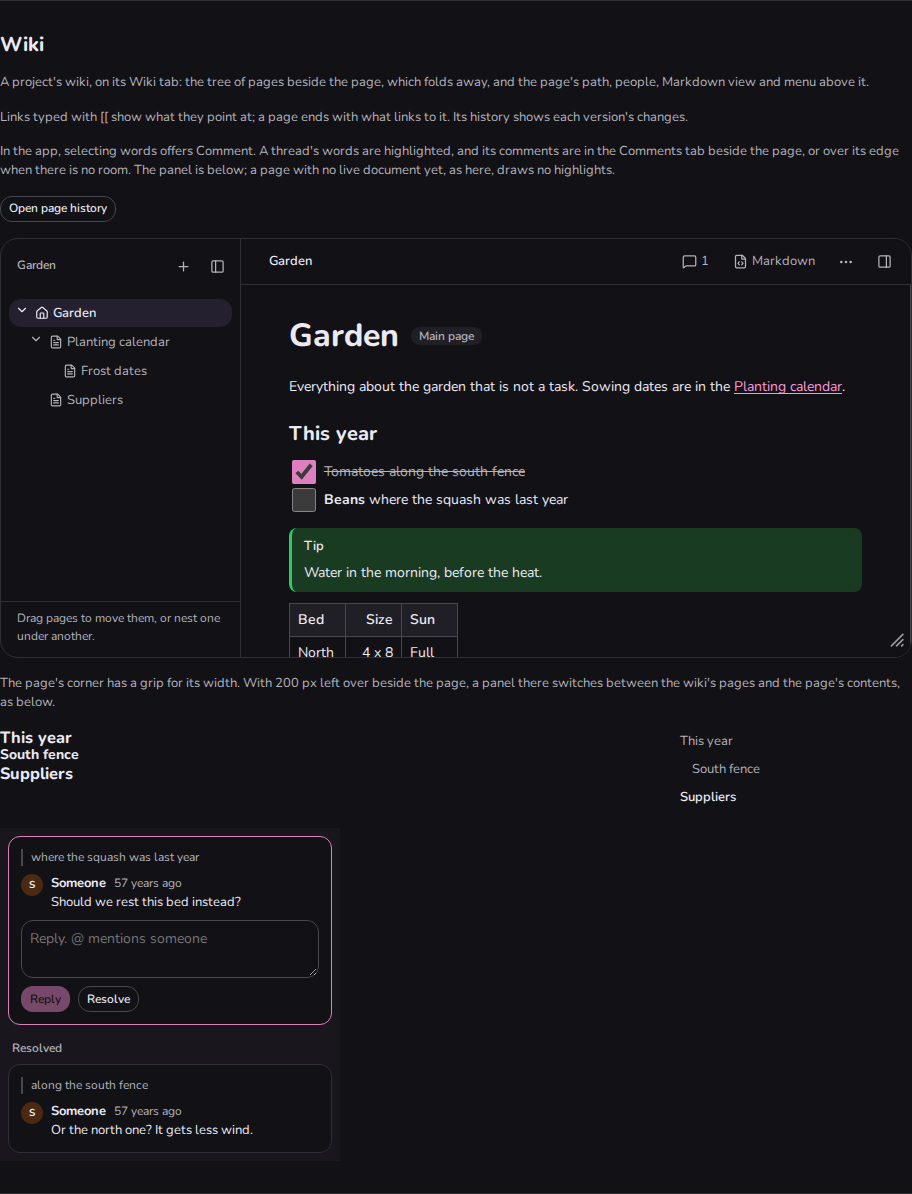 Wiki
A project's wiki, on its Wiki tab: the tree of pages beside the page, which folds away, and the page's path, people, Markdown view and menu above it.
Links typed with [[ show what they point at; a page ends with what links to it. Its history shows each version's changes.
In the app, selecting words offers Comment. A thread's words are highlighted, and its comments are in the Comments tab beside the page, or over its edge
when there is no room. The panel is below; a page with no live document yet, as here, draws no highlights.
Open page history
Garden
Garden
Planting calendar
Frost dates
Suppliers
Drag pages to move them, or nest one
under another.
Garden
1
Markdown
Garden
Main page
Everything about the garden that is not a task. Sowing dates are in the Planting calendar.
This year
Tomatoes along the south fence
Beans where the squash was last year
Tip
Water in the morning, before the heat.
Bed Size Sun
North 4 x 8 Full
The page's corner has a grip for its width. With 200 px left over beside the page, a panel there switches between the wiki's pages and the page's contents,
as below.
This year
South fence
Suppliers
This year
South fence
Suppliers
where the squash was last year
S
Someone 57 years ago
Should we rest this bed instead?
Reply. @ mentions someone
Reply
Resolve
Resolved
along the south fence
S
Someone 57 years ago
Or the north one? It gets less wind.